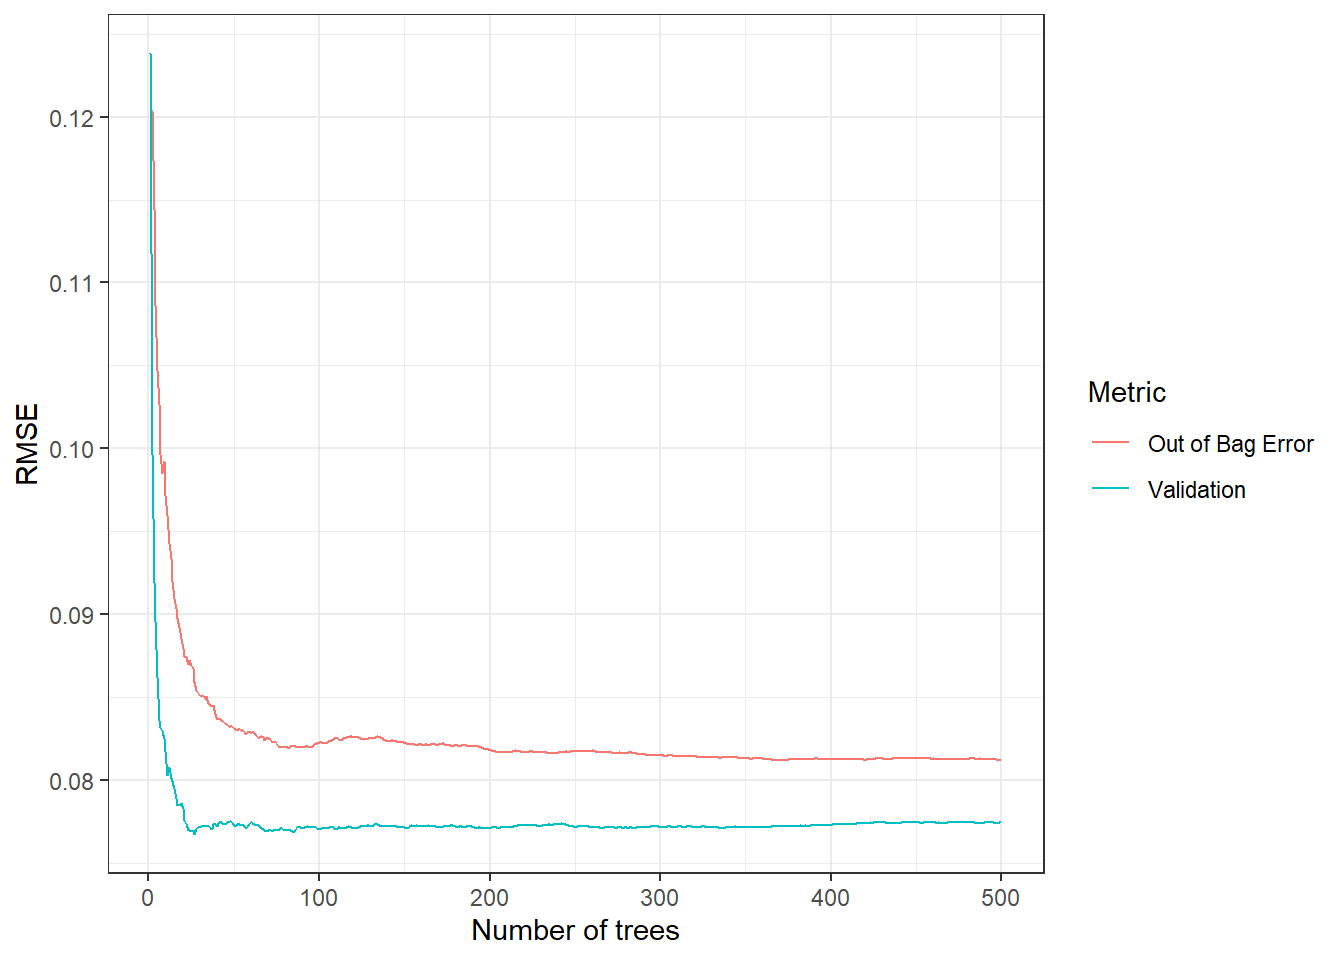 0.12
0.11
0.10
0.09
0.08
RMSE
0 100 200 300 400 500
Number of trees
Metric
Out of Bag Error
Validation